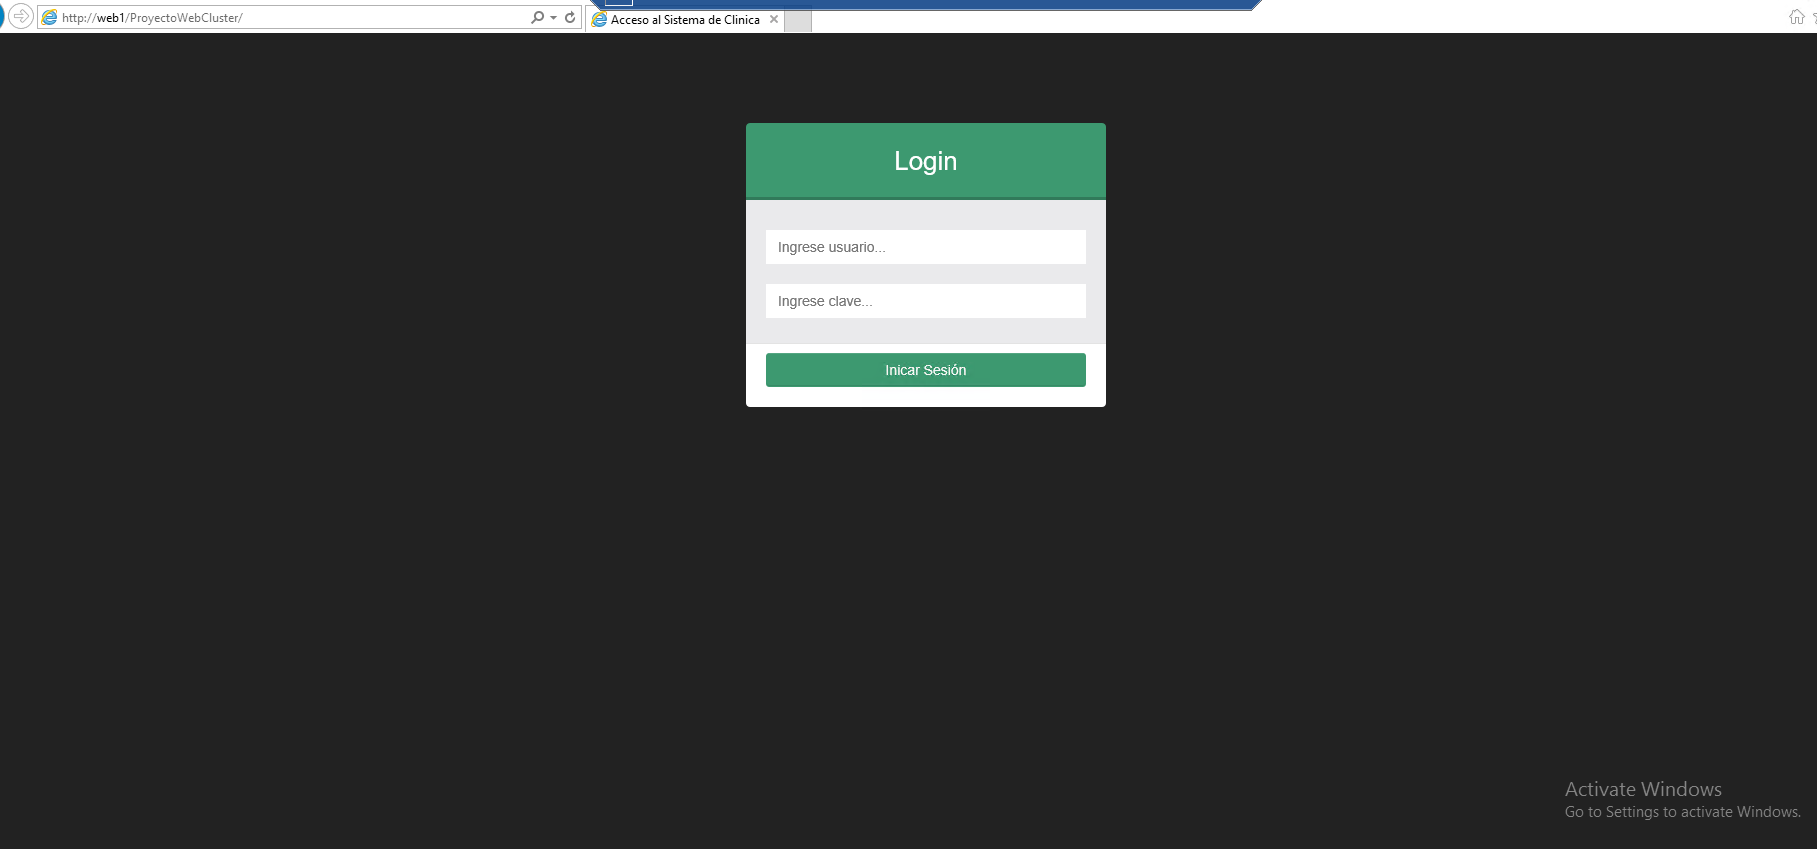 http://web1/ProyectoWebCluster/
Acceso al Sistema de Clinica
Login
Ingrese usuario...
Ingrese clave...
Inicar Sesión
Activate Windows
Go to Settings to activate Windows.